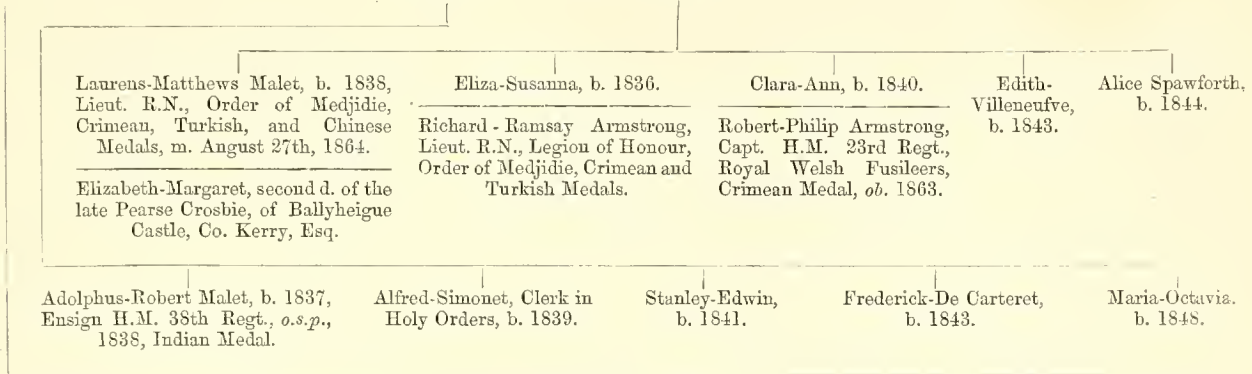 Laurens-Matthews Malet, b. 1838,
Lieut. R.N., Order of Medjidie,
Crimean, Turkish, and Chinese
Medals, m. Angust 27th, 1864.
Elizabeth-Margaret, second d. of the
late Pearse Crosbie, of Ballyheigue
Castle, Co. Kerry, Esq.
Eliza-Susanna, b. 1836.
Richard - Ramsay Armstrong,
Lieut. R.N., Legion of Honour,
Order of Medjidie, Crimean and
Turkish Medals.
Clara-Ann, b. 1840.
Robert-Philip Armstrong,
Capt. H.M. 23rd Regt.,
Royal Welsh Fusileers,
Crimean Medal, ob. 1863.
Edith-
Villeneufve,
b. 1843.
Alice Spawforth,
b. 1844.
Adolphus-Robert Malet, b. 1837,
Ensign H.M. 38th Regt., o.s.p.,
1838, Indian Medal.
Alfred-Simonet, Clerk in
Holy Orders, b. 1839.
Stanley-Edwin,
b. 1841.
Frederick-De Carteret,
b. 1843.
Maria-Octavia.
b. 1848.